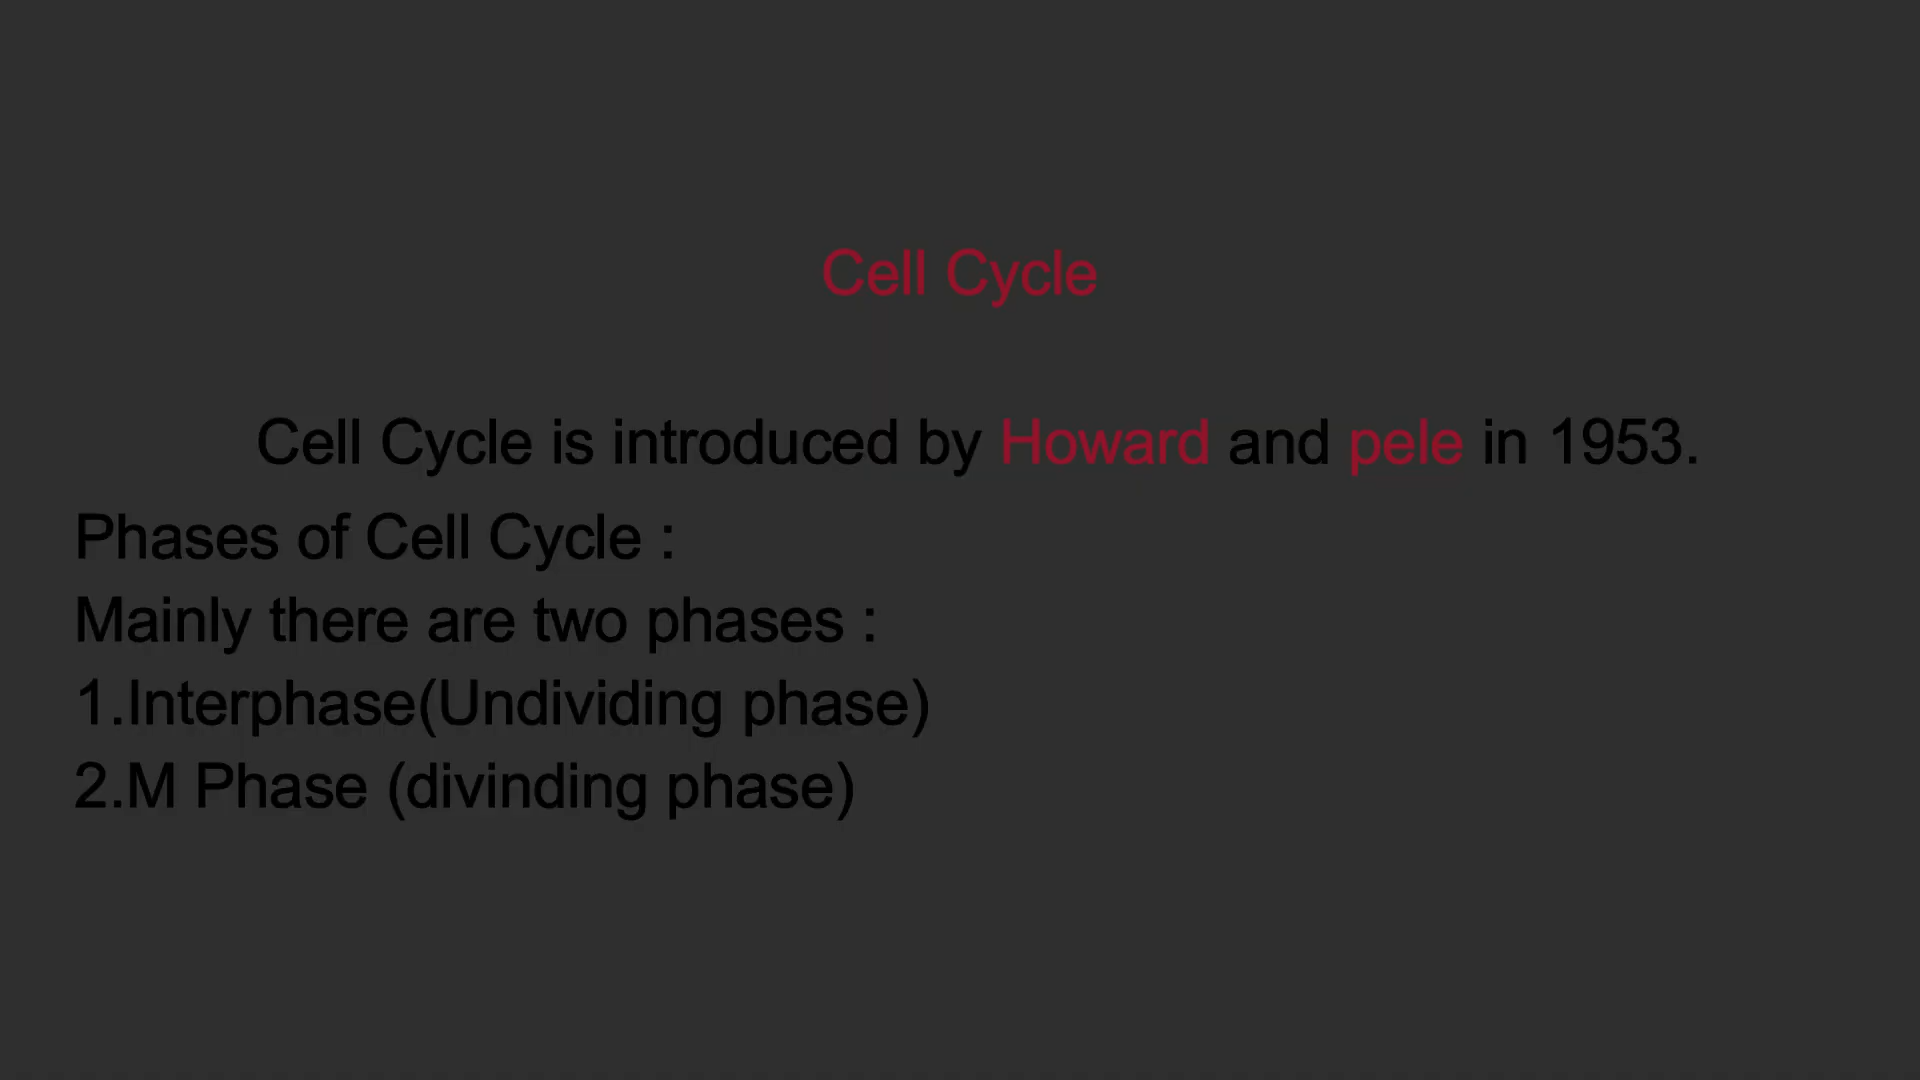 Cell Cycle
Cell Cycle is introduced by Howard and pele in 1953.
Phases of Cell Cycle :
Mainly there are two phases :
1.Interphase(Undividing phase)
2.M Phase (divinding phase)